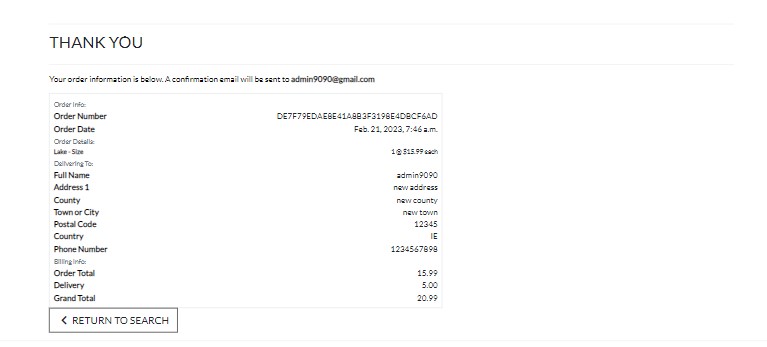 THANK YOU
Your order information is below. A confirmation email will be sent to admin9090@gmail.com
Order Info:
Order Number DE7F79EDAE8E41A8B3F3198E4DBCF6AD
Order Date Feb. 21, 2023, 7:46 a.m.
Order Details:
Lake - Size 1 @ $15.99 each
Delivering To:
Full Name admin9090
Address 1 new address
County new county
Town or City new town
Postal Code 12345
Country IE
Phone Number 1234567898
Billing Info:
Order Total 15.99
Delivery 5.00
Grand Total 20.99
RETURN TO SEARCH